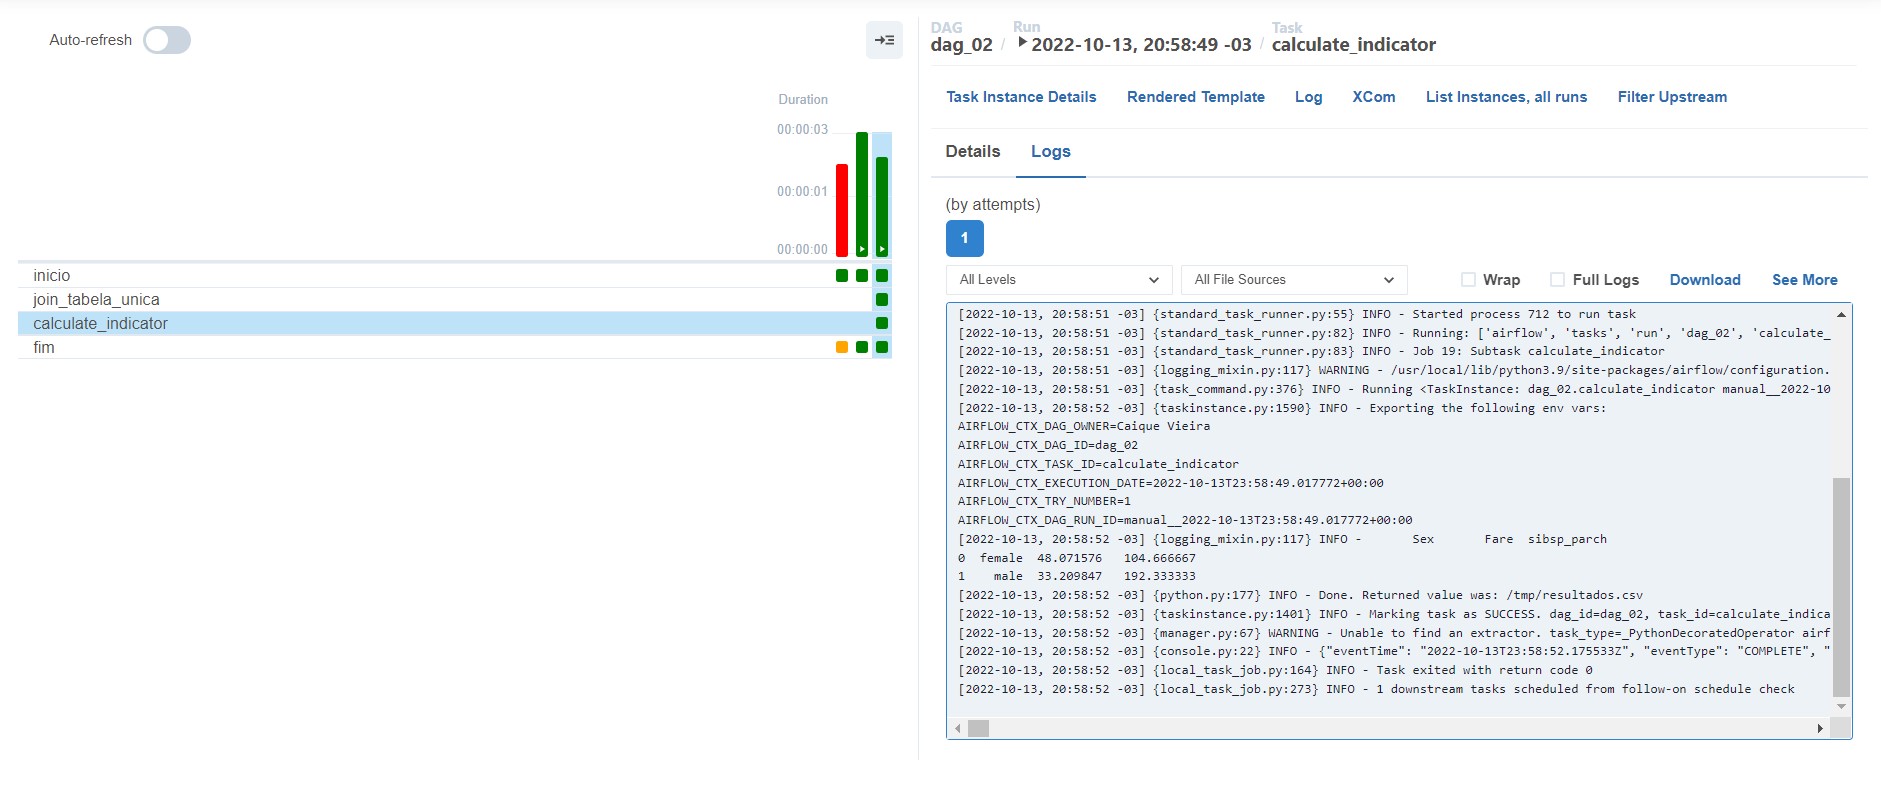 Auto-refresh
Duration
00:00:03
00:00:01
00:00:00
inicio
join_tabela_unica
calculate_indicator
fim
DAG Run Task
dag_02 / 2022-10-13, 20:58:49 -03 / calculate_indicator
Task Instance Details Rendered Template Log XCom List Instances, all runs Filter Upstream
Details Logs
(by attempts)
1
All Levels All File Sources Wrap Full Logs Download See More
[2022-10-13, 20:58:51 -03] {standard_task_runner.py:55} INFO - Started process 712 to run task
[2022-10-13, 20:58:51 -03] {standard_task_runner.py:82} INFO - Running: ['airflow', 'tasks', 'run', 'dag_02', 'calculate_
[2022-10-13, 20:58:51 -03] {standard_task_runner.py:83} INFO - Job 19: Subtask calculate_indicator
[2022-10-13, 20:58:51 -03] {logging_mixin.py:117} WARNING - /usr/local/lib/python3.9/site-packages/airflow/configuration.
[2022-10-13, 20:58:51 -03] {task_command.py:376} INFO - Running <TaskInstance: dag_02.calculate_indicator manual__2022-10
[2022-10-13, 20:58:52 -03] {taskinstance.py:1590} INFO - Exporting the following env vars:
AIRFLOW_CTX_DAG_OWNER=Caique Vieira
AIRFLOW_CTX_DAG_ID=dag_02
AIRFLOW_CTX_TASK_ID=calculate_indicator
AIRFLOW_CTX_EXECUTION_DATE=2022-10-13T23:58:49.017772+00:00
AIRFLOW_CTX_TRY_NUMBER=1
AIRFLOW_CTX_DAG_RUN_ID=manual__2022-10-13T23:58:49.017772+00:00
[2022-10-13, 20:58:52 -03] {logging_mixin.py:117} INFO -       Sex       Fare  sibsp_parch
0  female  48.071576   104.666667
1    male  33.209847   192.333333
[2022-10-13, 20:58:52 -03] {python.py:177} INFO - Done. Returned value was: /tmp/resultados.csv
[2022-10-13, 20:58:52 -03] {taskinstance.py:1401} INFO - Marking task as SUCCESS. dag_id=dag_02, task_id=calculate_indica
[2022-10-13, 20:58:52 -03] {manager.py:67} WARNING - Unable to find an extractor. task_type=_PythonDecoratedOperator airf
[2022-10-13, 20:58:52 -03] {console.py:22} INFO - {"eventTime": "2022-10-13T23:58:52.175533Z", "eventType": "COMPLETE", "
[2022-10-13, 20:58:52 -03] {local_task_job.py:164} INFO - Task exited with return code 0
[2022-10-13, 20:58:52 -03] {local_task_job.py:273} INFO - 1 downstream tasks scheduled from follow-on schedule check